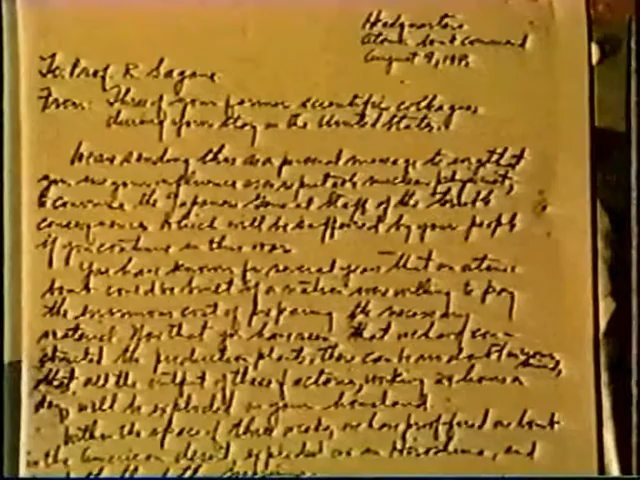 Headquarters
Atomic Bomb Command
August 9, 1945
To: Prof. R. Sagane
From: Three of your former scientific colleagues
during your stay in the United States.
We are sending this as a personal message to urge that
you use your influence as a reputable nuclear physicist,
to convince the Japanese General Staff of the terrible
consequences which will be suffered by your people
if you continue in this war.
You have known for several years that an atomic
bomb could be built if a nation were willing to pay
the enormous cost of preparing the necessary
material. Now that you have seen that we have con-
structed the production plants, there can be no doubt in your mind,
that all the output of these factories, working 24 hours a
day, will be exploded on your homeland.
Within the space of three weeks, we have proof-fired one bomb
in the American desert, exploded one in Hiroshima, and